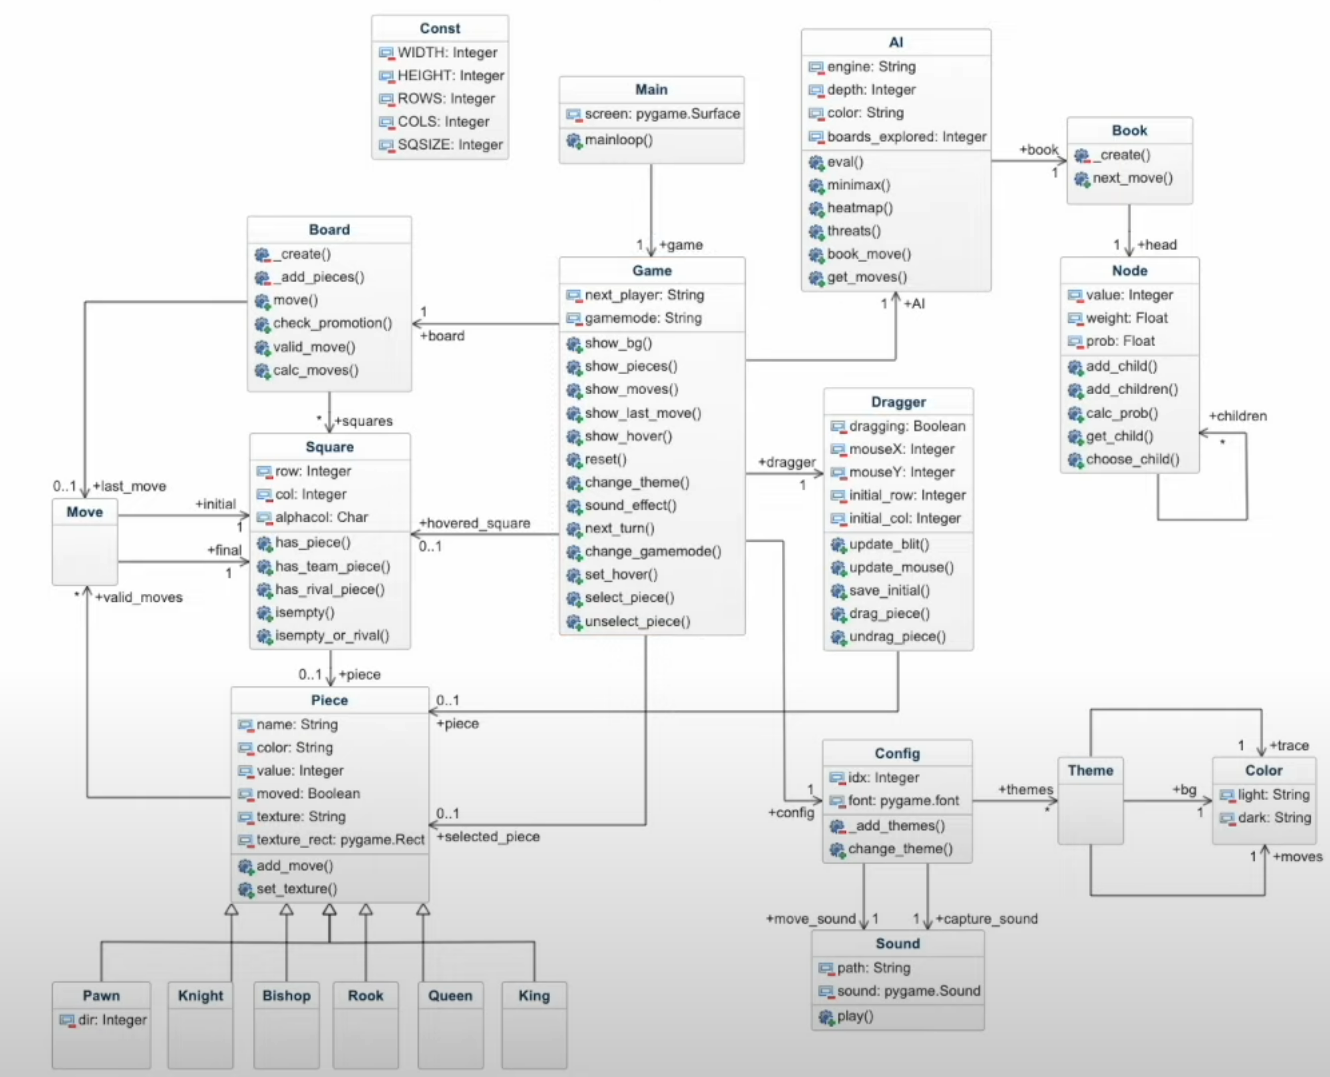 Const
WIDTH: Integer
HEIGHT: Integer
ROWS: Integer
COLS: Integer
SQSIZE: Integer
Main
screen: pygame.Surface
mainloop()
AI
engine: String
depth: Integer
color: String
boards_explored: Integer
eval()
minimax()
heatmap()
threats()
book_move()
get_moves()
+book
1
Book
_create()
next_move()
1 +head
Node
value: Integer
weight: Float
prob: Float
add_child()
add_children()
calc_prob()
get_child()
choose_child()
+children
*
1 +game
Game
next_player: String
gamemode: String
show_bg()
show_pieces()
show_moves()
show_last_move()
show_hover()
reset()
change_theme()
sound_effect()
next_turn()
change_gamemode()
set_hover()
select_piece()
unselect_piece()
1 +AI
1
+board
Board
_create()
_add_pieces()
move()
check_promotion()
valid_move()
calc_moves()
* +squares
Square
row: Integer
col: Integer
alphacol: Char
has_piece()
has_team_piece()
has_rival_piece()
isempty()
isempty_or_rival()
0..1 +last_move
Move
+initial
1
+final
1
* +valid_moves
+hovered_square
0..1
+dragger
1
Dragger
dragging: Boolean
mouseX: Integer
mouseY: Integer
initial_row: Integer
initial_col: Integer
update_blit()
update_mouse()
save_initial()
drag_piece()
undrag_piece()
0..1 +piece
Piece
name: String
color: String
value: Integer
moved: Boolean
texture: String
texture_rect: pygame.Rect
add_move()
set_texture()
0..1
+piece
0..1
+selected_piece
1
+config
Config
idx: Integer
font: pygame.font
_add_themes()
change_theme()
+themes
*
Theme
1 +trace
+bg
1
1 +moves
Color
light: String
dark: String
+move_sound 1
1 +capture_sound
Sound
path: String
sound: pygame.Sound
play()
Pawn
dir: Integer
Knight
Bishop
Rook
Queen
King